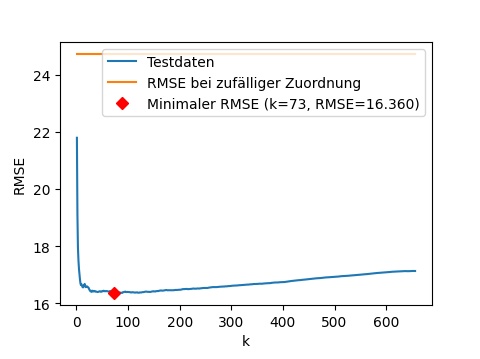 Testdaten
RMSE bei zufälliger Zuordnung
Minimaler RMSE (k=73, RMSE=16.360)
24
22
20
18
16
RMSE
0 100 200 300 400 500 600
k